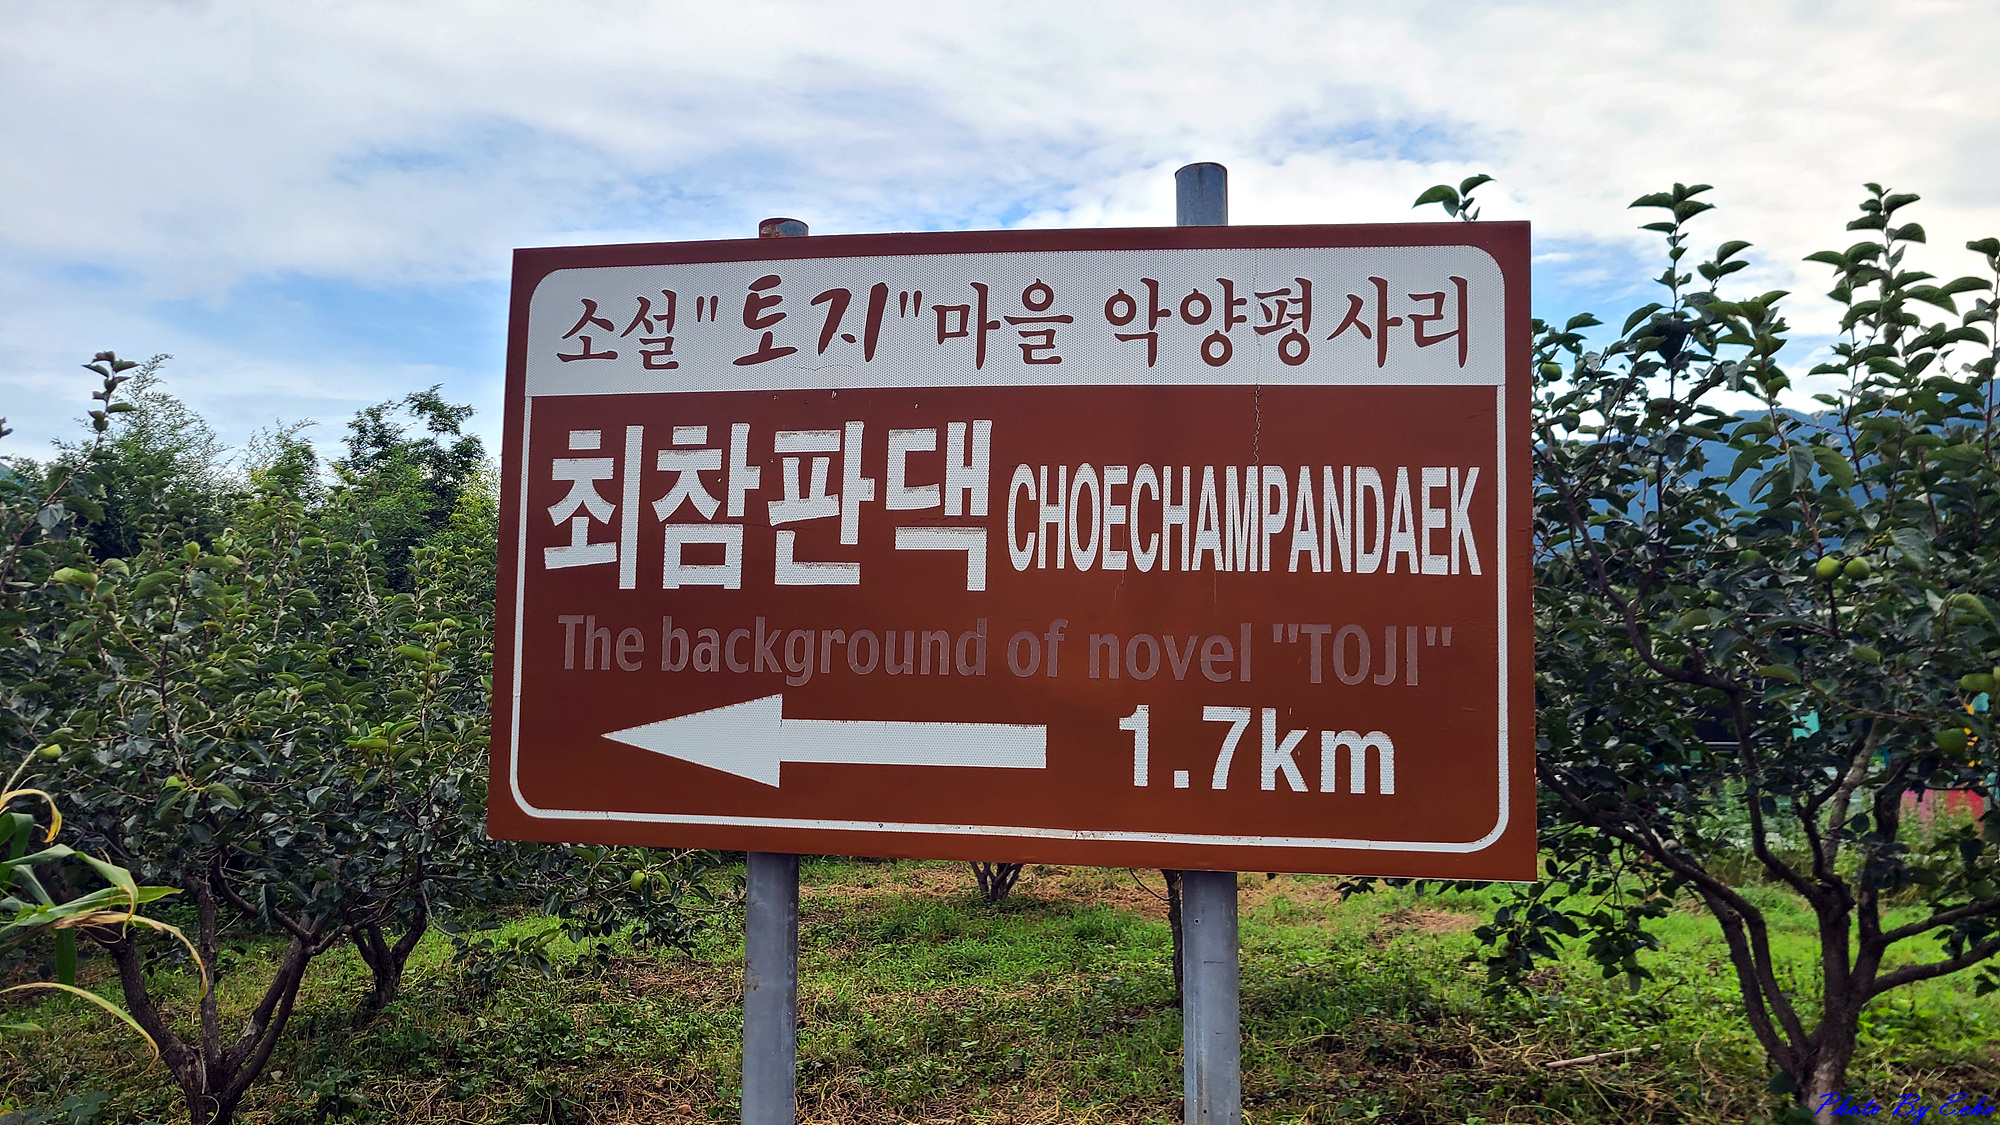 소설 "토지" 마을 악양평사리
최참판댁 CHOECHAMPANDAEK
The background of novel "TOJI"
1.7km
Photo By Echo